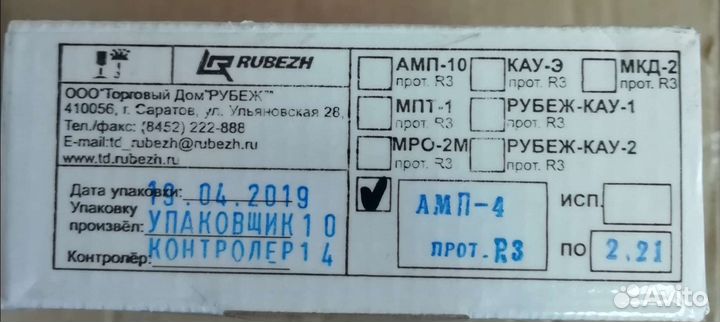 RUBEZH
ООО"Торговый Дом"РУБЕЖ"
410056, г. Саратов, ул. Ульяновская 28,
Тел./факс: (8452) 222-888
E-mail:td_rubezh@rubezh.ru
www.td.rubezh.ru
Дата упаковки: 19.04.2019
Упаковку
произвёл: УПАКОВЩИК 10
Контролёр: КОНТРОЛЕР 14
АМП-10 КАУ-Э МКД-2
прот. R3 прот. R3 прот. R3
МПТ-1 РУБЕЖ-КАУ-1
прот. R3 прот. R3
МРО-2М РУБЕЖ-КАУ-2
прот. R3 прот. R3
АМП-4 ИСП.
ПРОТ. R3 ПО 2.21
Avito